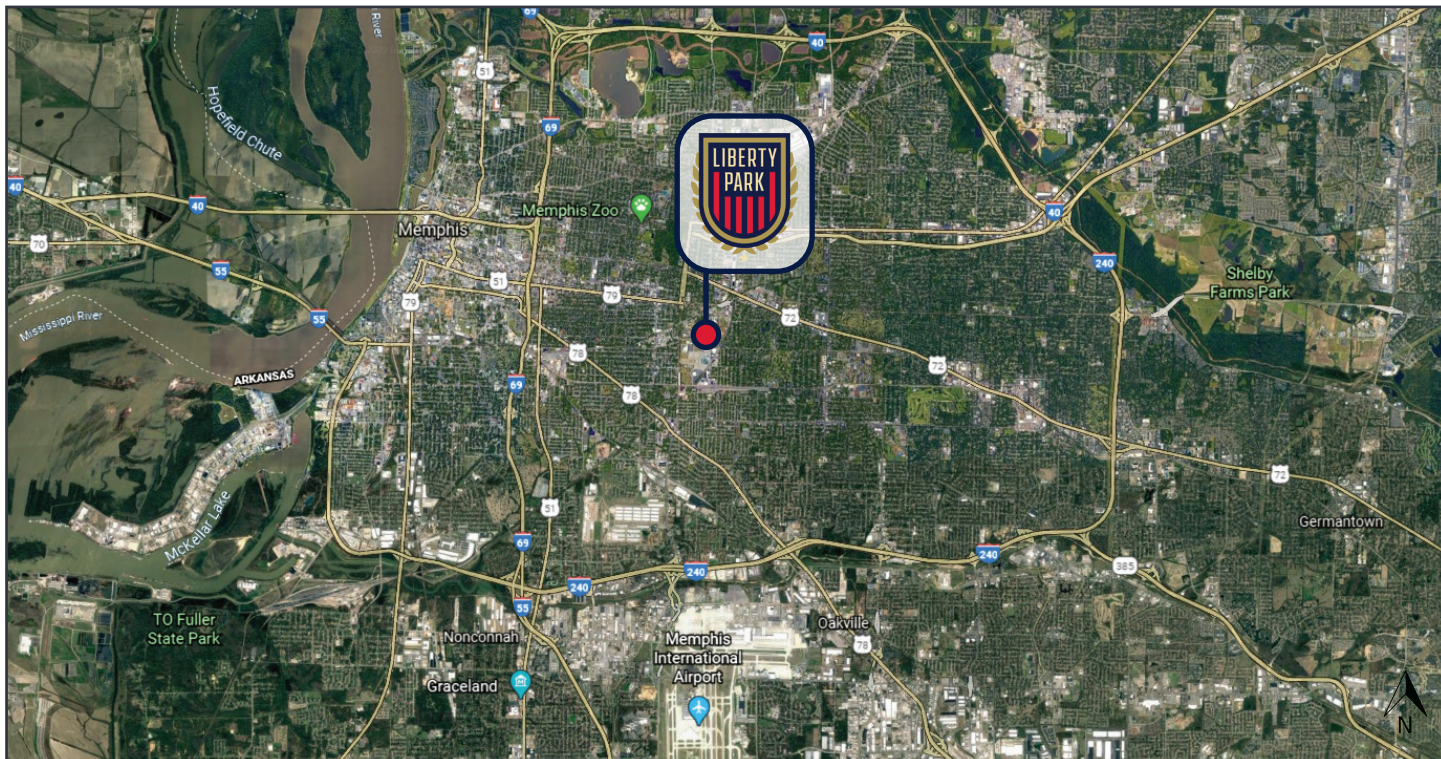 69
40
River
River
51
Hopefield Chute
69
LIBERTY
PARK
40
40
Memphis Zoo
40
Memphis
70
55
51
79
79
240
Shelby
Farms Park
55
Mississippi River
72
78
ARKANSAS
72
69
78
72
51
McKellar Lake
Germantown
69
240
240
240
385
55
TO Fuller
State Park
Nonconnah
Oakville
78
Memphis
International
Airport
Graceland
N